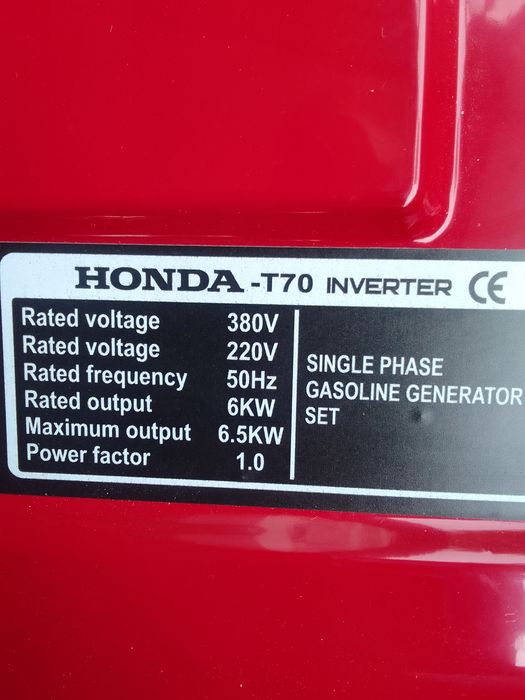 HONDA -T70 INVERTER CE
Rated voltage 380V
Rated voltage 220V
Rated frequency 50Hz
Rated output 6KW
Maximum output 6.5KW
Power factor 1.0
SINGLE PHASE
GASOLINE GENERATOR
SET